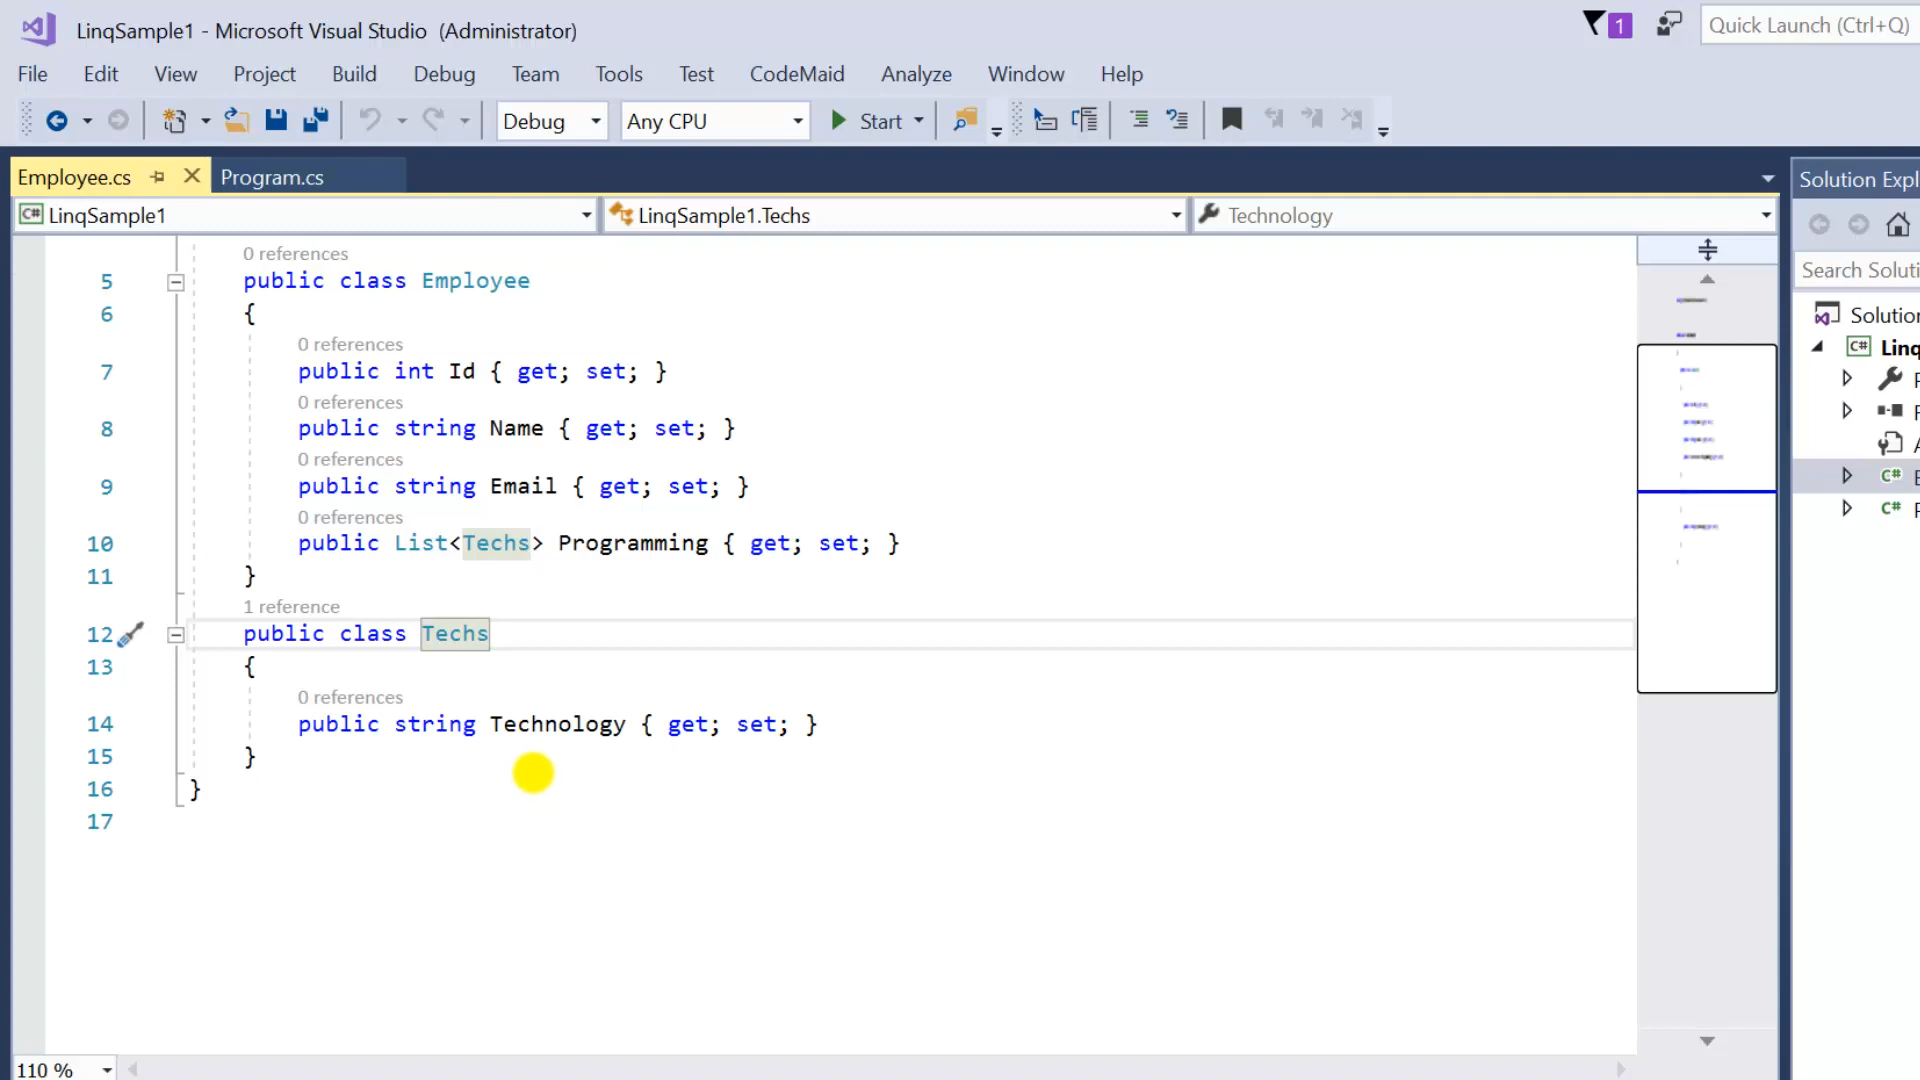 LinqSample1 - Microsoft Visual Studio (Administrator)
1
Quick Launch (Ctrl+Q)
File Edit View Project Build Debug Team Tools Test CodeMaid Analyze Window Help
Debug Any CPU Start
Employee.cs Program.cs
Solution Expl
C# LinqSample1 LinqSample1.Techs Technology
0 references
5 public class Employee
6 {
0 references
7 public int Id { get; set; }
0 references
8 public string Name { get; set; }
0 references
9 public string Email { get; set; }
0 references
10 public List<Techs> Programming { get; set; }
11 }
1 reference
12 public class Techs
13 {
0 references
14 public string Technology { get; set; }
15 }
16 }
17
110 %
Search Soluti
Solution
C# Linq
C#
C#